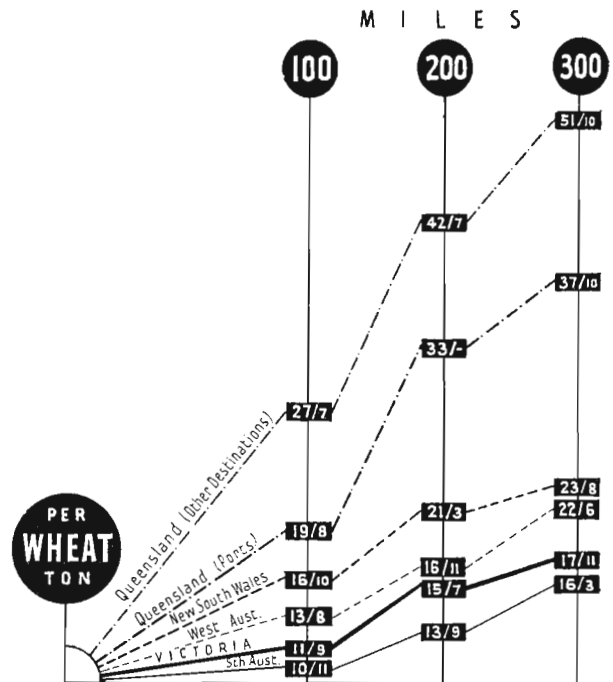 MILES
100 200 300
51/10
42/7
37/10
33/-
27/7
Queensland (Other Destinations)
23/8
21/3
22/6
PER
WHEAT
TON
19/8
Queensland (Ports)
16/10
New South Wales
16/11
17/11
15/7
16/3
13/8
West Aust.
13/9
11/9
VICTORIA
10/11
Sth Aust.